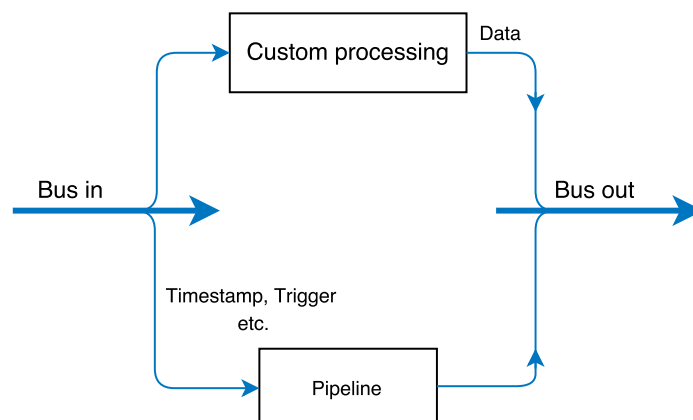 Custom processing
Data
Bus in
Bus out
Timestamp, Trigger
etc.
Pipeline